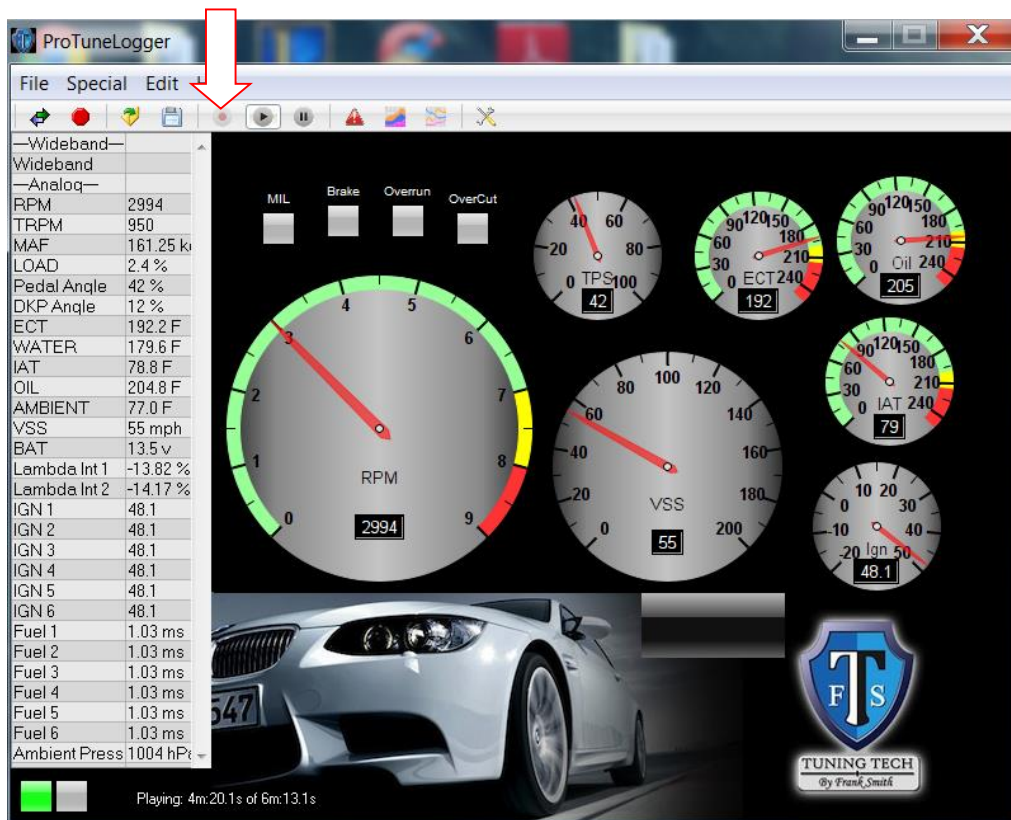 ProTuneLogger
File Special Edit
—Wideband—
Wideband
—Analog—
RPM 2994
TRPM 950
MAF 161.25 k
LOAD 2.4 %
Pedal Angle 42 %
DKP Angle 12 %
ECT 192.2 F
WATER 179.6 F
IAT 78.8 F
OIL 204.8 F
AMBIENT 77.0 F
VSS 55 mph
BAT 13.5 v
Lambda Int 1 -13.82 %
Lambda Int 2 -14.17 %
IGN 1 48.1
IGN 2 48.1
IGN 3 48.1
IGN 4 48.1
IGN 5 48.1
IGN 6 48.1
Fuel 1 1.03 ms
Fuel 2 1.03 ms
Fuel 3 1.03 ms
Fuel 4 1.03 ms
Fuel 5 1.03 ms
Fuel 6 1.03 ms
Ambient Press 1004 hPa
MIL Brake Overrun OverCut
0 1 2 3 4 5 6 7 8 9
RPM
2994
0 20 40 60 80 100
TPS
42
0 30 60 90 120 150 180 210 240
ECT
192
0 30 60 90 120 150 180 210 240
Oil
205
0 20 40 60 80 100 120 140 160 180 200
VSS
55
0 30 60 90 120 150 180 210 240
IAT
79
-20 -10 0 10 20 30 40 50
Ign
48.1
547
T
F S
TUNING TECH
By Frank Smith
Playing: 4m:20.1s of 6m:13.1s